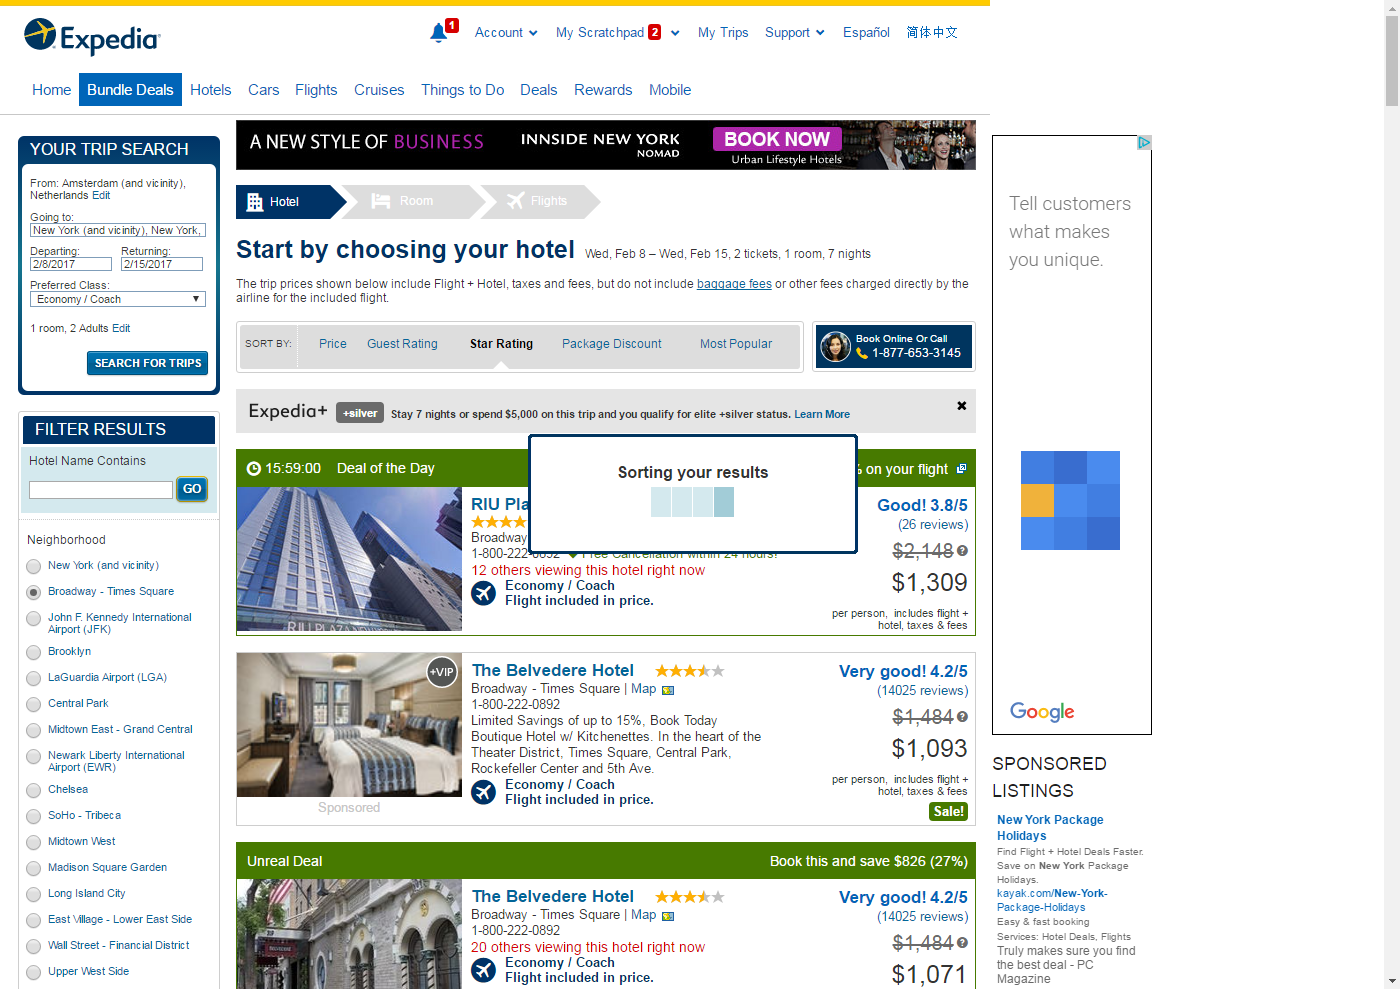 Expedia
1
Account
My Scratchpad 2
My Trips
Support
Español
简体中文
Home
Bundle Deals
Hotels
Cars
Flights
Cruises
Things to Do
Deals
Rewards
Mobile
YOUR TRIP SEARCH
From: Amsterdam (and vicinity),
Netherlands Edit
Going to:
New York (and vicinity), New York,
Departing:
Returning:
2/8/2017
2/15/2017
Preferred Class:
Economy / Coach
1 room, 2 Adults Edit
SEARCH FOR TRIPS
FILTER RESULTS
Hotel Name Contains
GO
Neighborhood
New York (and vicinity)
Broadway - Times Square
John F. Kennedy International
Airport (JFK)
Brooklyn
LaGuardia Airport (LGA)
Central Park
Midtown East - Grand Central
Newark Liberty International
Airport (EWR)
Chelsea
SoHo - Tribeca
Midtown West
Madison Square Garden
Long Island City
East Village - Lower East Side
Wall Street - Financial District
Upper West Side
A NEW STYLE OF BUSINESS
INNSIDE NEW YORK
NOMAD
BOOK NOW
Urban Lifestyle Hotels
Hotel
Room
Flights
Start by choosing your hotel
Wed, Feb 8 – Wed, Feb 15, 2 tickets, 1 room, 7 nights
The trip prices shown below include Flight + Hotel, taxes and fees, but do not include baggage fees or other fees charged directly by the
airline for the included flight.
SORT BY:
Price
Guest Rating
Star Rating
Package Discount
Most Popular
Book Online Or Call
1-877-653-3145
Expedia+
+silver
Stay 7 nights or spend $5,000 on this trip and you qualify for elite +silver status. Learn More
Sorting your results
15:59:00
Deal of the Day
% on your flight
RIU Pla
Broadway
1-800-222-0892
Free Cancellation within 24 hours!
12 others viewing this hotel right now
Economy / Coach
Flight included in price.
RIU PLAZA
Good! 3.8/5
(26 reviews)
$2,148
$1,309
per person, includes flight +
hotel, taxes & fees
+VIP
Sponsored
The Belvedere Hotel
Broadway - Times Square | Map
1-800-222-0892
Limited Savings of up to 15%, Book Today
Boutique Hotel w/ Kitchenettes. In the heart of the
Theater District, Times Square, Central Park,
Rockefeller Center and 5th Ave.
Economy / Coach
Flight included in price.
Very good! 4.2/5
(14025 reviews)
$1,484
$1,093
per person, includes flight +
hotel, taxes & fees
Sale!
Unreal Deal
Book this and save $826 (27%)
The Belvedere Hotel
Broadway - Times Square | Map
1-800-222-0892
20 others viewing this hotel right now
Economy / Coach
Flight included in price.
Very good! 4.2/5
(14025 reviews)
$1,484
$1,071
Tell customers
what makes
you unique.
Google
SPONSORED
LISTINGS
New York Package
Holidays
Find Flight + Hotel Deals Faster.
Save on New York Package
Holidays.
kayak.com/New-York-
Package-Holidays
Easy & fast booking
Services: Hotel Deals, Flights
Truly makes sure you find
the best deal - PC
Magazine